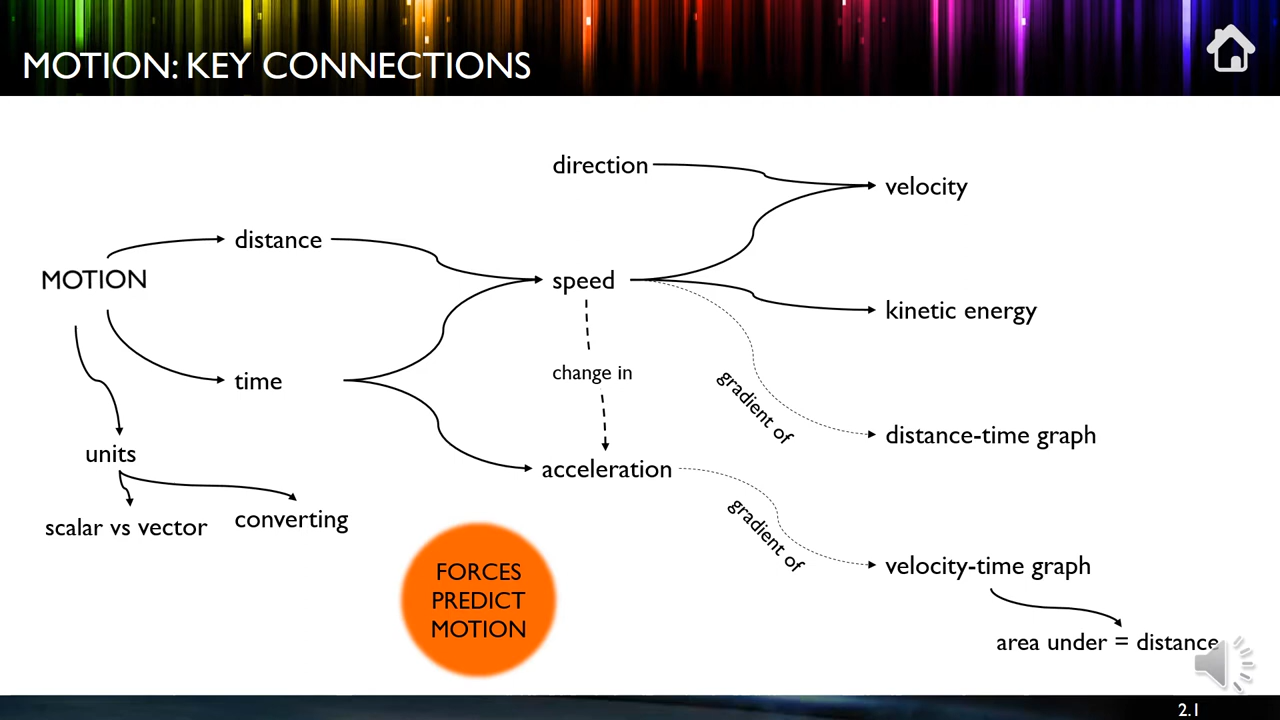 MOTION: KEY CONNECTIONS
direction
velocity
distance
MOTION
speed
kinetic energy
change in
time
gradient of
distance-time graph
units
acceleration
scalar vs vector
converting
gradient of
velocity-time graph
FORCES
PREDICT
MOTION
area under = distance
2.1